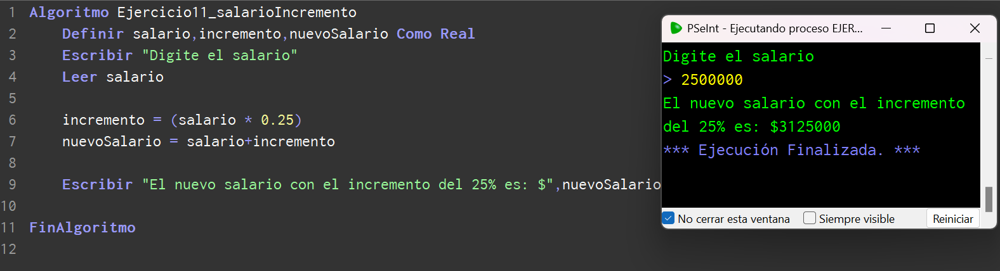 1 Algoritmo Ejercicio11_salarioIncremento
2 Definir salario,incremento,nuevoSalario Como Real
3 Escribir "Digite el salario"
4 Leer salario
5
6 incremento = (salario * 0.25)
7 nuevoSalario = salario+incremento
8
9 Escribir "El nuevo salario con el incremento del 25% es: $",nuevoSalario
10
11 FinAlgoritmo
12
PSeInt - Ejecutando proceso EJER...
Digite el salario
> 2500000
El nuevo salario con el incremento
del 25% es: $3125000
*** Ejecución Finalizada. ***
No cerrar esta ventana Siempre visible Reiniciar